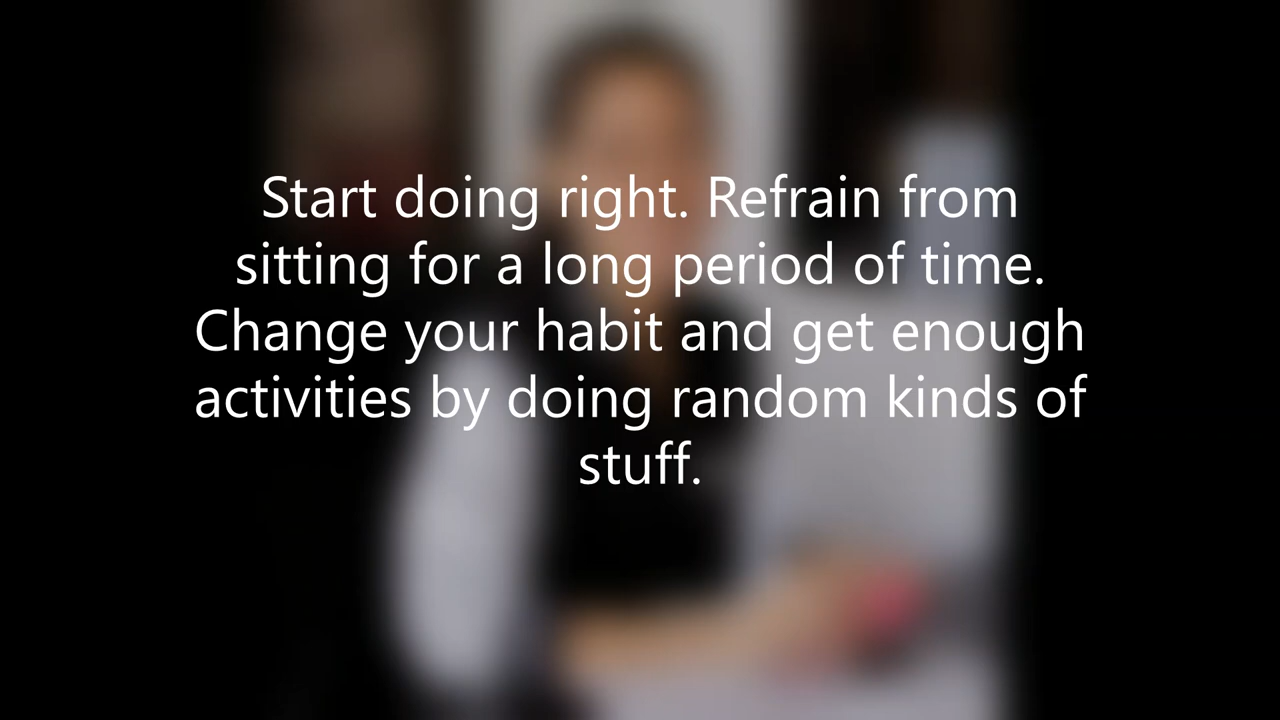 Start doing right. Refrain from
sitting for a long period of time.
Change your habit and get enough
activities by doing random kinds of
stuff.